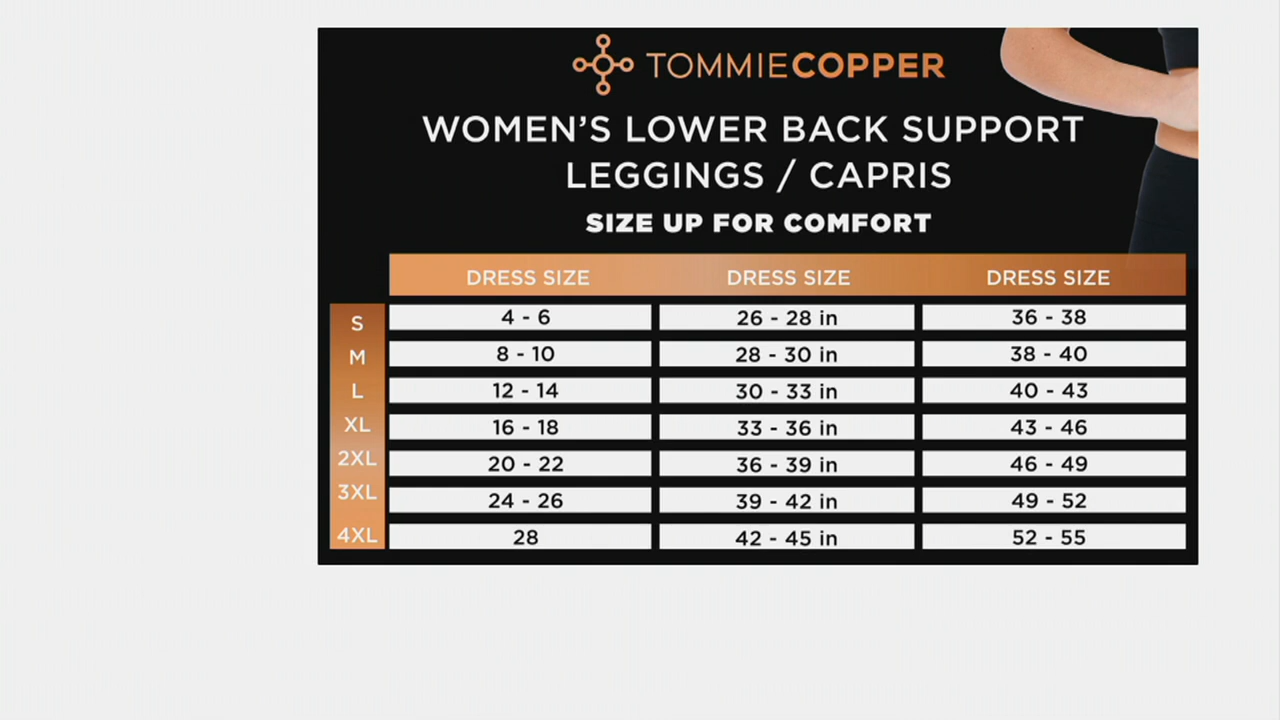 TOMMIECOPPER
WOMEN'S LOWER BACK SUPPORT
LEGGINGS / CAPRIS
SIZE UP FOR COMFORT
DRESS SIZE DRESS SIZE DRESS SIZE
S 4 - 6 26 - 28 in 36 - 38
M 8 - 10 28 - 30 in 38 - 40
L 12 - 14 30 - 33 in 40 - 43
XL 16 - 18 33 - 36 in 43 - 46
2XL 20 - 22 36 - 39 in 46 - 49
3XL 24 - 26 39 - 42 in 49 - 52
4XL 28 42 - 45 in 52 - 55